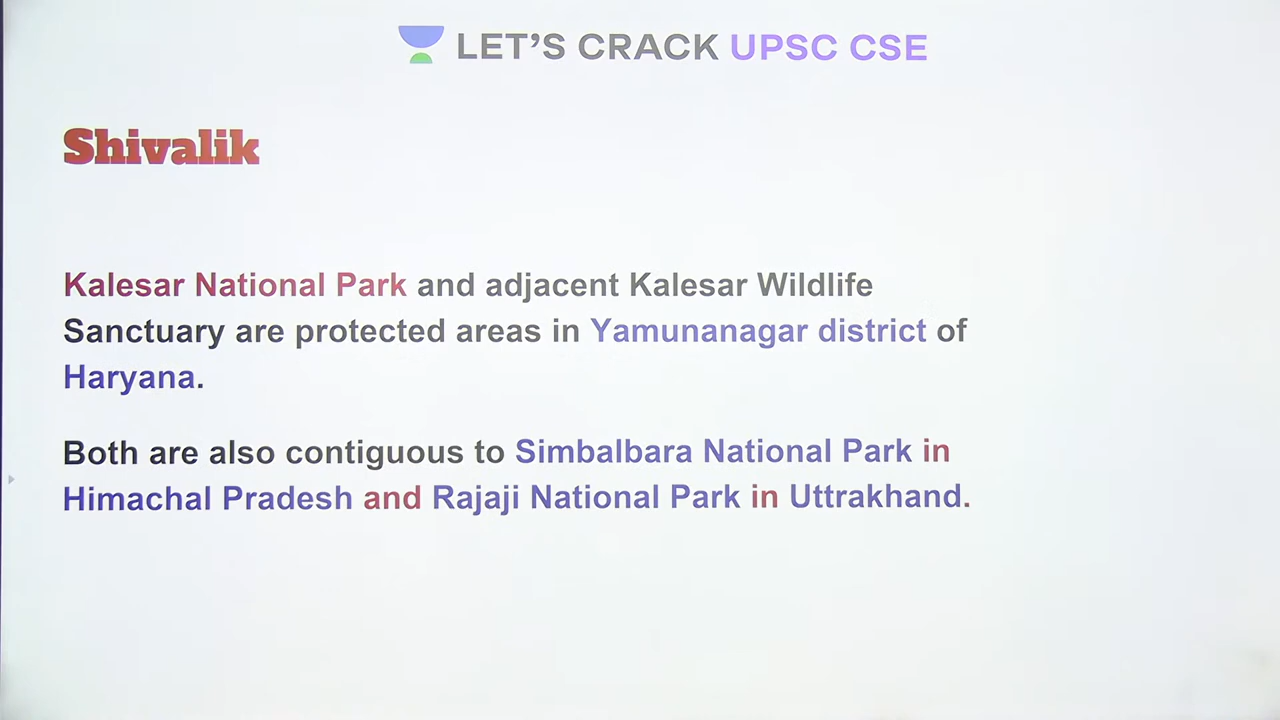 LET'S CRACK UPSC CSE
Shivalik
Kalesar National Park and adjacent Kalesar Wildlife
Sanctuary are protected areas in Yamunanagar district of
Haryana.
Both are also contiguous to Simbalbara National Park in
Himachal Pradesh and Rajaji National Park in Uttrakhand.